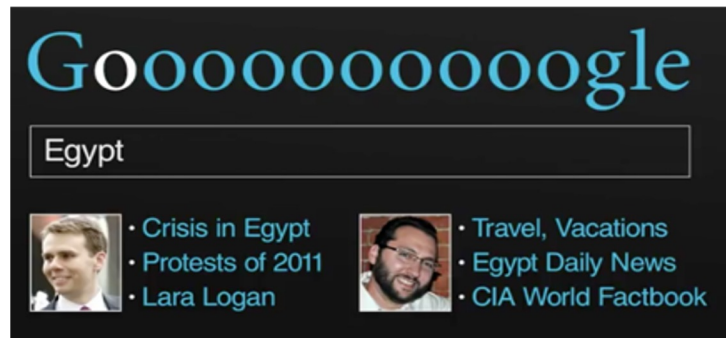 Goooooooooogle
Egypt
• Crisis in Egypt
• Protests of 2011
• Lara Logan
• Travel, Vacations
• Egypt Daily News
• CIA World Factbook